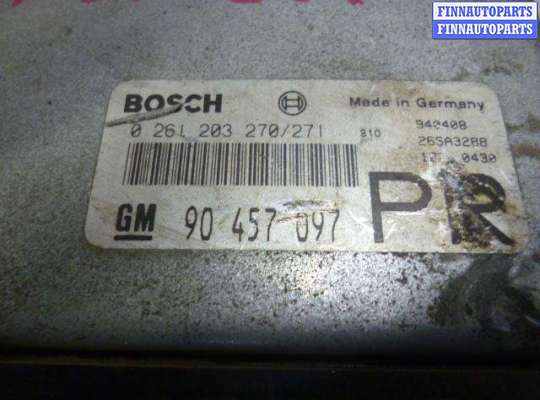 FINNAUTOPARTS
FINNAUTOPARTS
BOSCH
Made in Germany
0 261 203 270/271
810
940408
26SA3288
0430
GM 90 457 097
PR